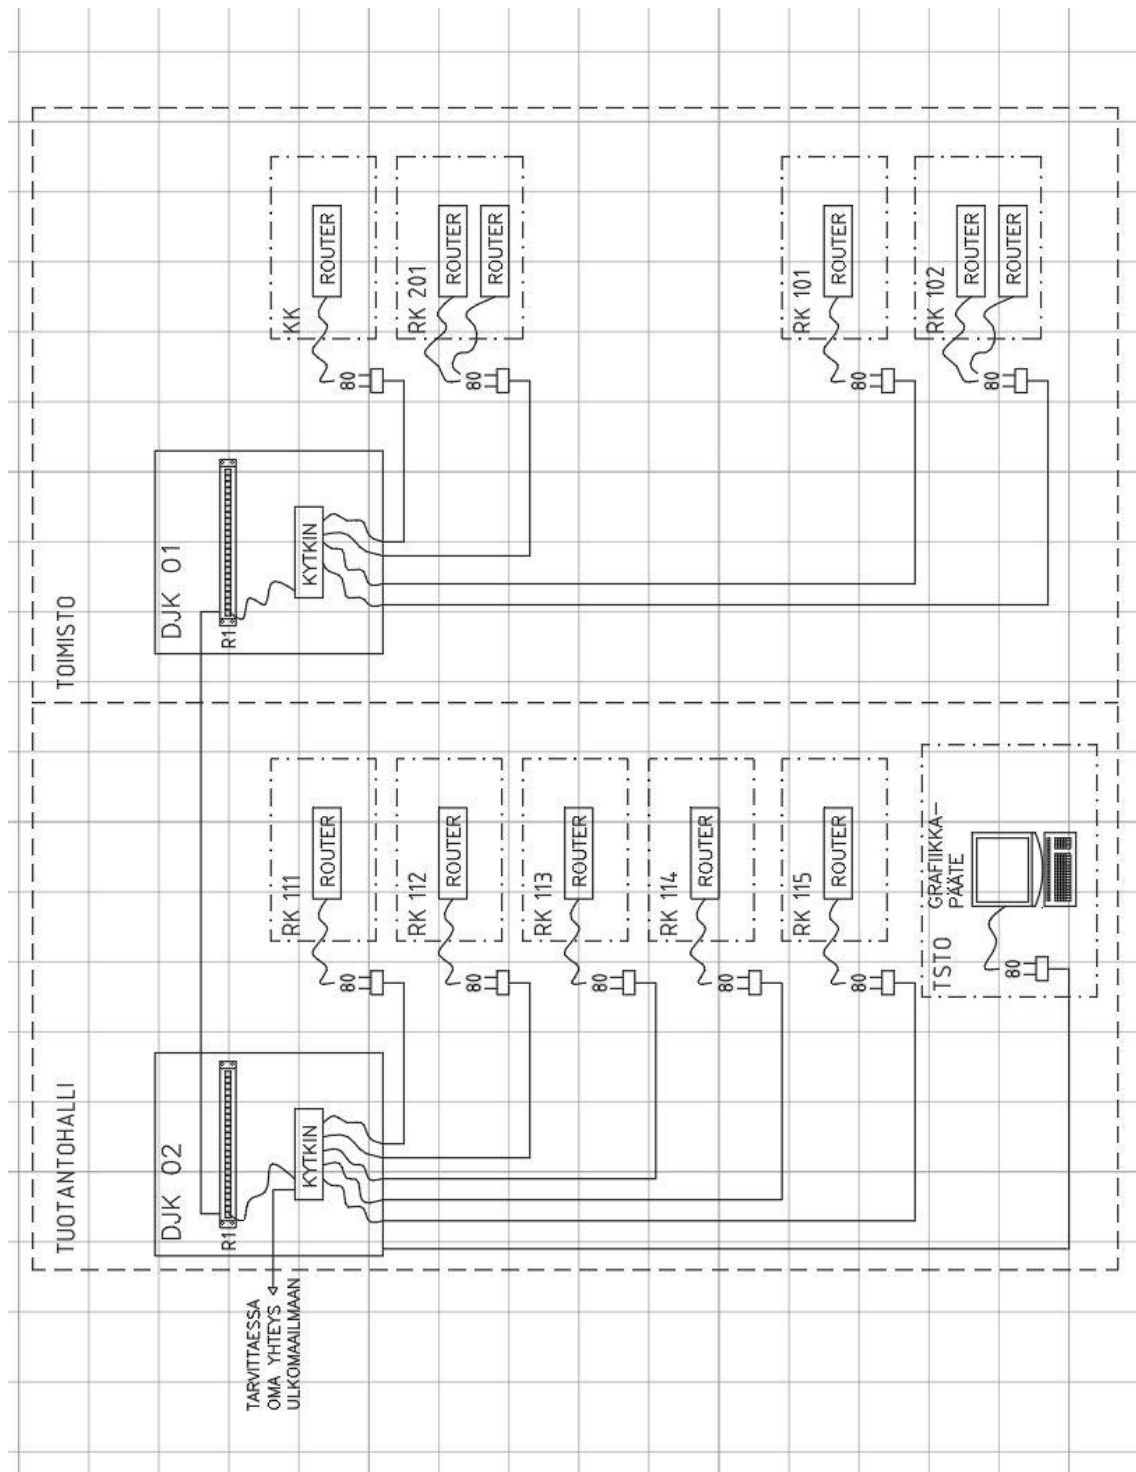 TUOTANTOHALLI
TOIMISTO
DJK 02
R1
KYTKIN
TARVITTAESSA
OMA YHTEYS
ULKOMAAILMAAN
DJK 01
R1
KYTKIN
RK 111
ROUTER
80
RK 112
ROUTER
80
RK 113
ROUTER
80
RK 114
ROUTER
80
RK 115
ROUTER
80
TSTO
GRAFIIKKA-
PÄÄTE
80
KK
ROUTER
80
RK 201
ROUTER
ROUTER
80
RK 101
ROUTER
80
RK 102
ROUTER
ROUTER
80